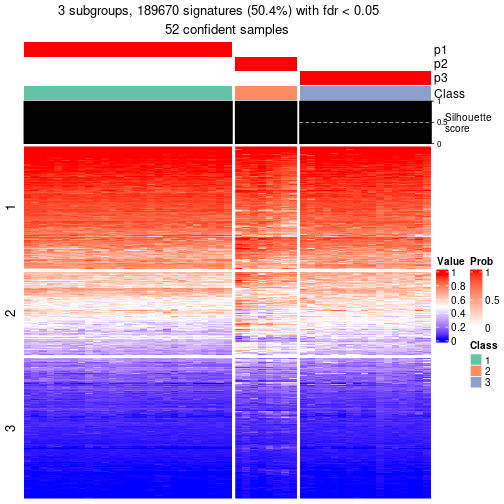 3 subgroups, 189670 signatures (50.4%) with fdr < 0.05
52 confident samples
p1
p2
p3
Class
1
0.5
0
Silhouette
score
1
2
3
Value
1
0.8
0.6
0.4
0.2
0
Prob
1
0.5
0
Class
1
2
3